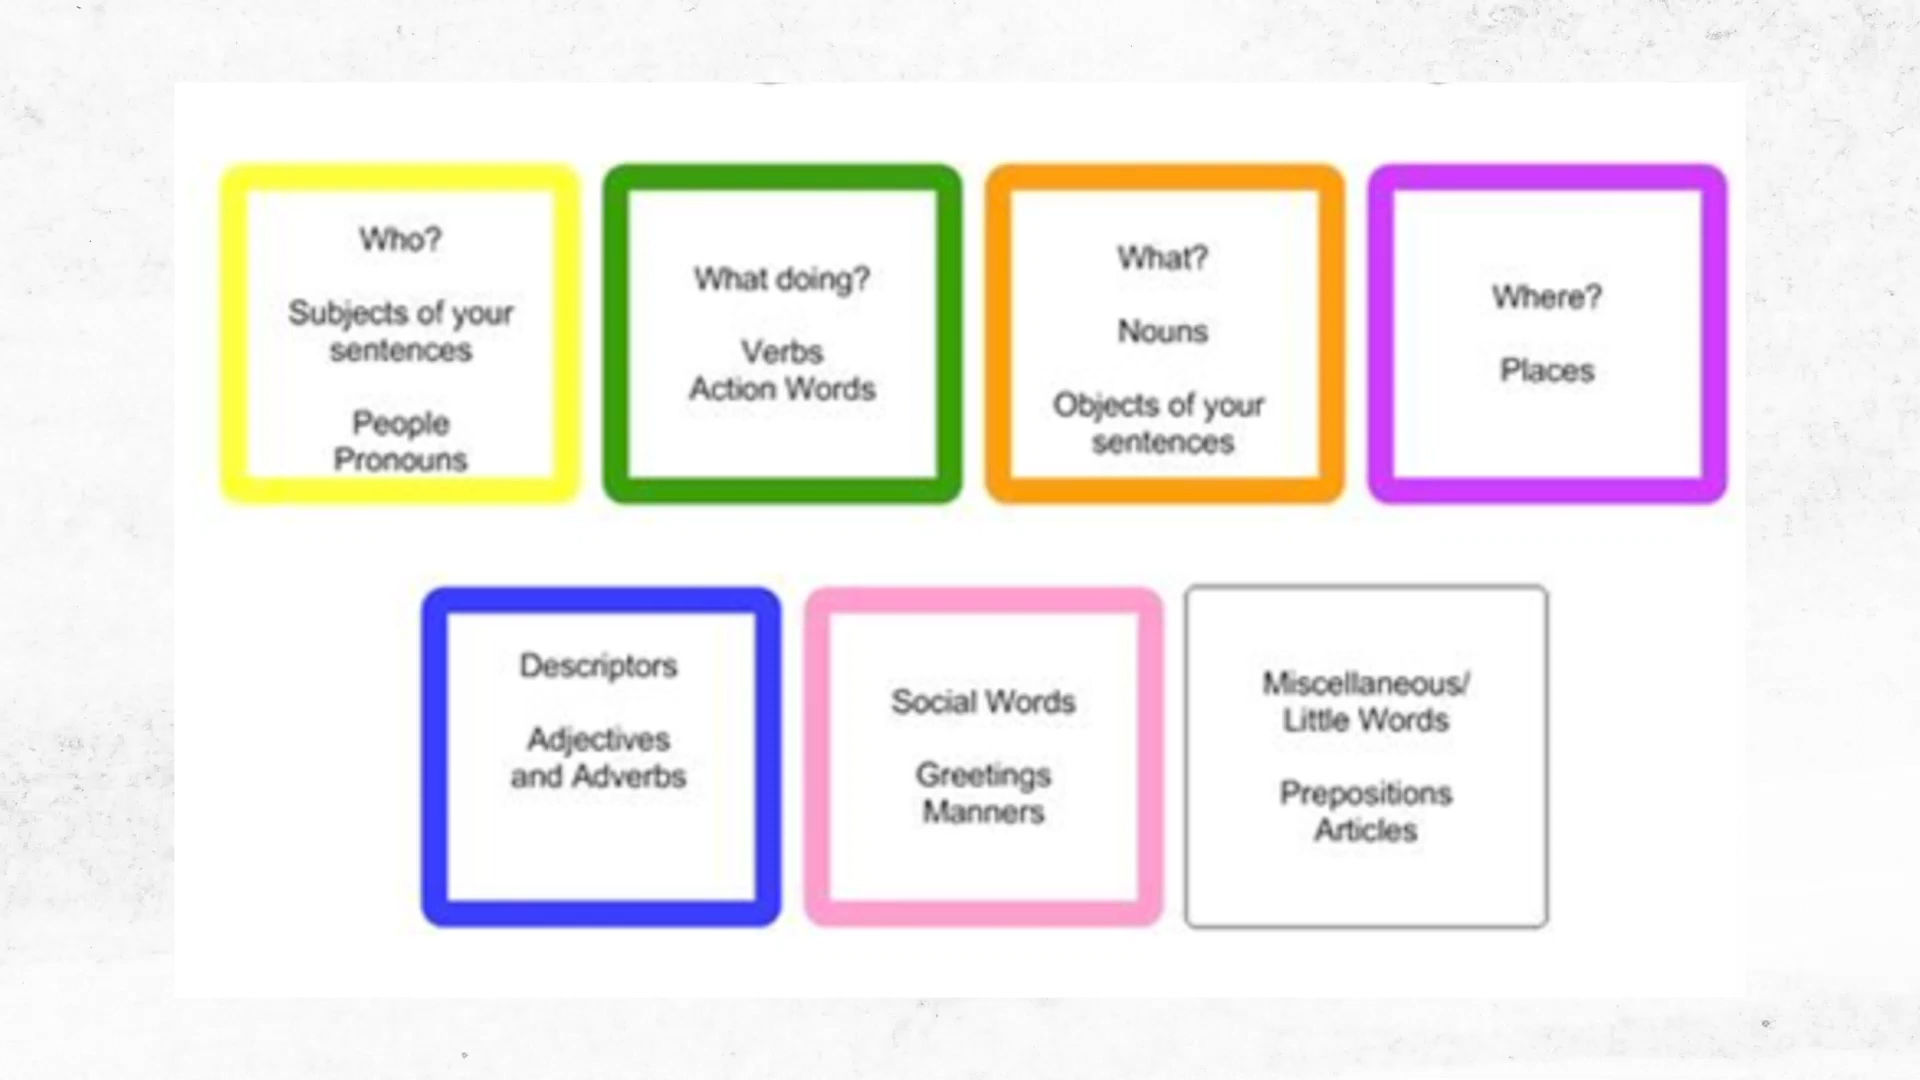 Who?
Subjects of your
sentences
People
Pronouns
What doing?
Verbs
Action Words
What?
Nouns
Objects of your
sentences
Where?
Places
Descriptors
Adjectives
and Adverbs
Social Words
Greetings
Manners
Miscellaneous/
Little Words
Prepositions
Articles